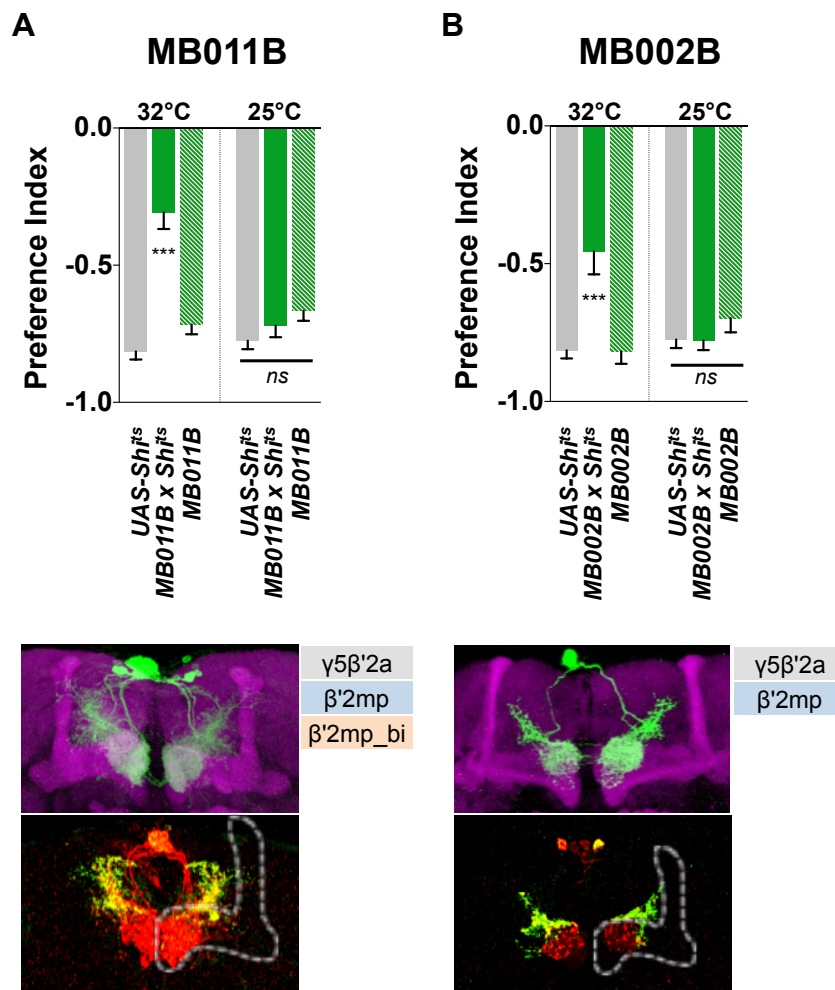 A
MB011B
32°C 25°C
Preference Index
0.0
-0.5
-1.0
***
ns
UAS-Shiᵗˢ
MB011B x Shiᵗˢ
MB011B
UAS-Shiᵗˢ
MB011B x Shiᵗˢ
MB011B
γ5β'2a
β'2mp
β'2mp_bi
B
MB002B
32°C 25°C
Preference Index
0.0
-0.5
-1.0
***
ns
UAS-Shiᵗˢ
MB002B x Shiᵗˢ
MB002B
UAS-Shiᵗˢ
MB002B x Shiᵗˢ
MB002B
γ5β'2a
β'2mp